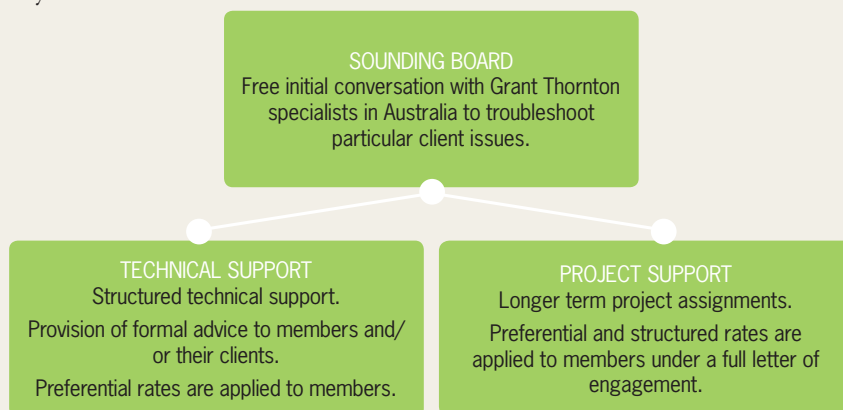 SOUNDING BOARD
Free initial conversation with Grant Thornton
specialists in Australia to troubleshoot
particular client issues.
TECHNICAL SUPPORT
Structured technical support.
Provision of formal advice to members and/
or their clients.
Preferential rates are applied to members.
PROJECT SUPPORT
Longer term project assignments.
Preferential and structured rates are
applied to members under a full letter of
engagement.